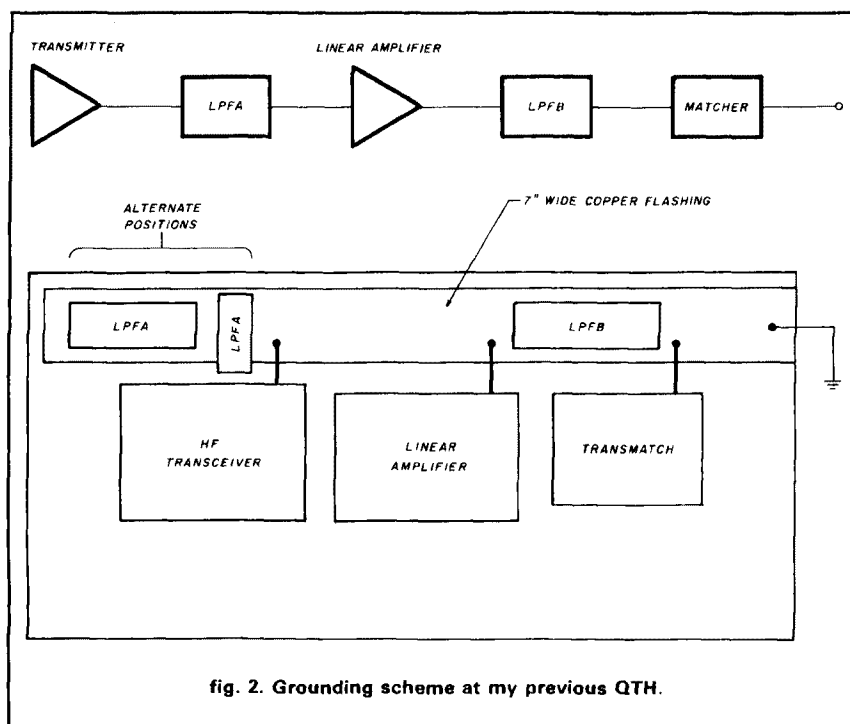 TRANSMITTER
LINEAR AMPLIFIER
LPFA
LPFB
MATCHER
ALTERNATE
POSITIONS
7" WIDE COPPER FLASHING
LPFA
LPFA
LPFB
HF
TRANSCEIVER
LINEAR
AMPLIFIER
TRANSMATCH
fig. 2. Grounding scheme at my previous QTH.